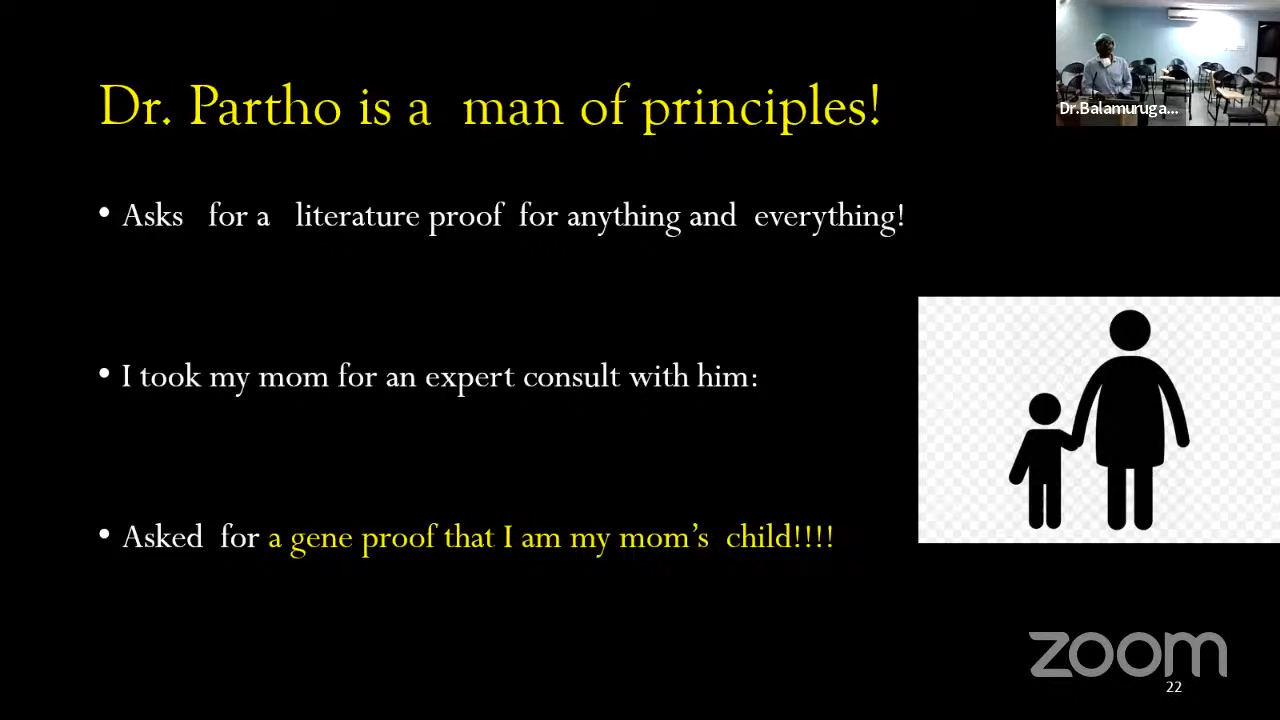 Dr. Partho is a man of principles!
Dr.Balamuruga...
• Asks for a literature proof for anything and everything!
• I took my mom for an expert consult with him:
• Asked for a gene proof that I am my mom’s child!!!!
zoom
22